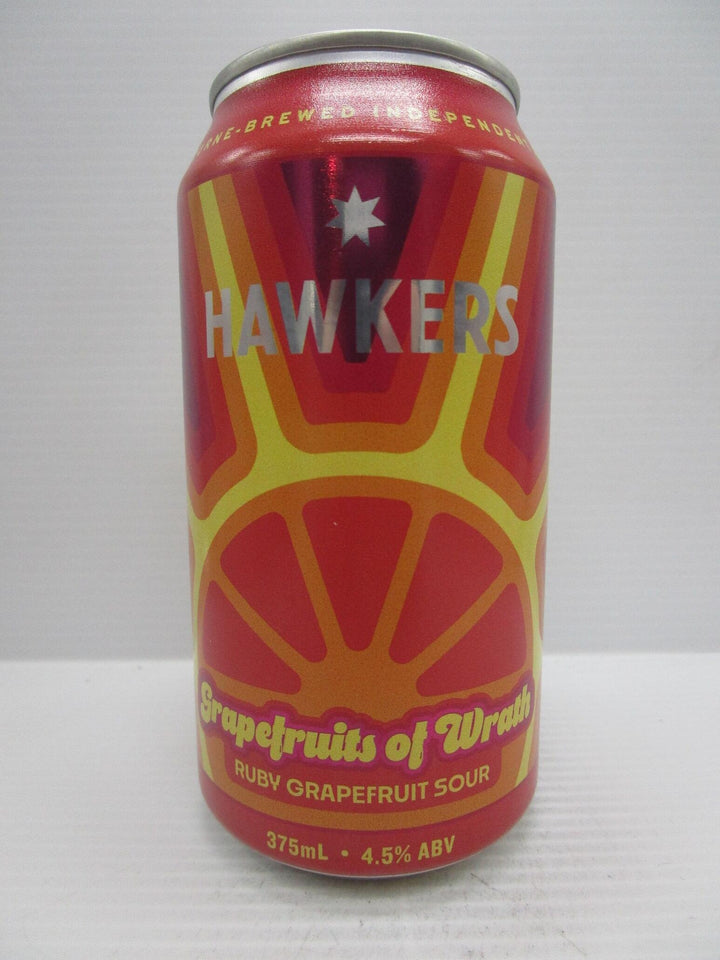 RNE-BREWED INDEPENDENT
HAWKERS
Grapefruits of Wrath
RUBY GRAPEFRUIT SOUR
375mL • 4.5% ABV